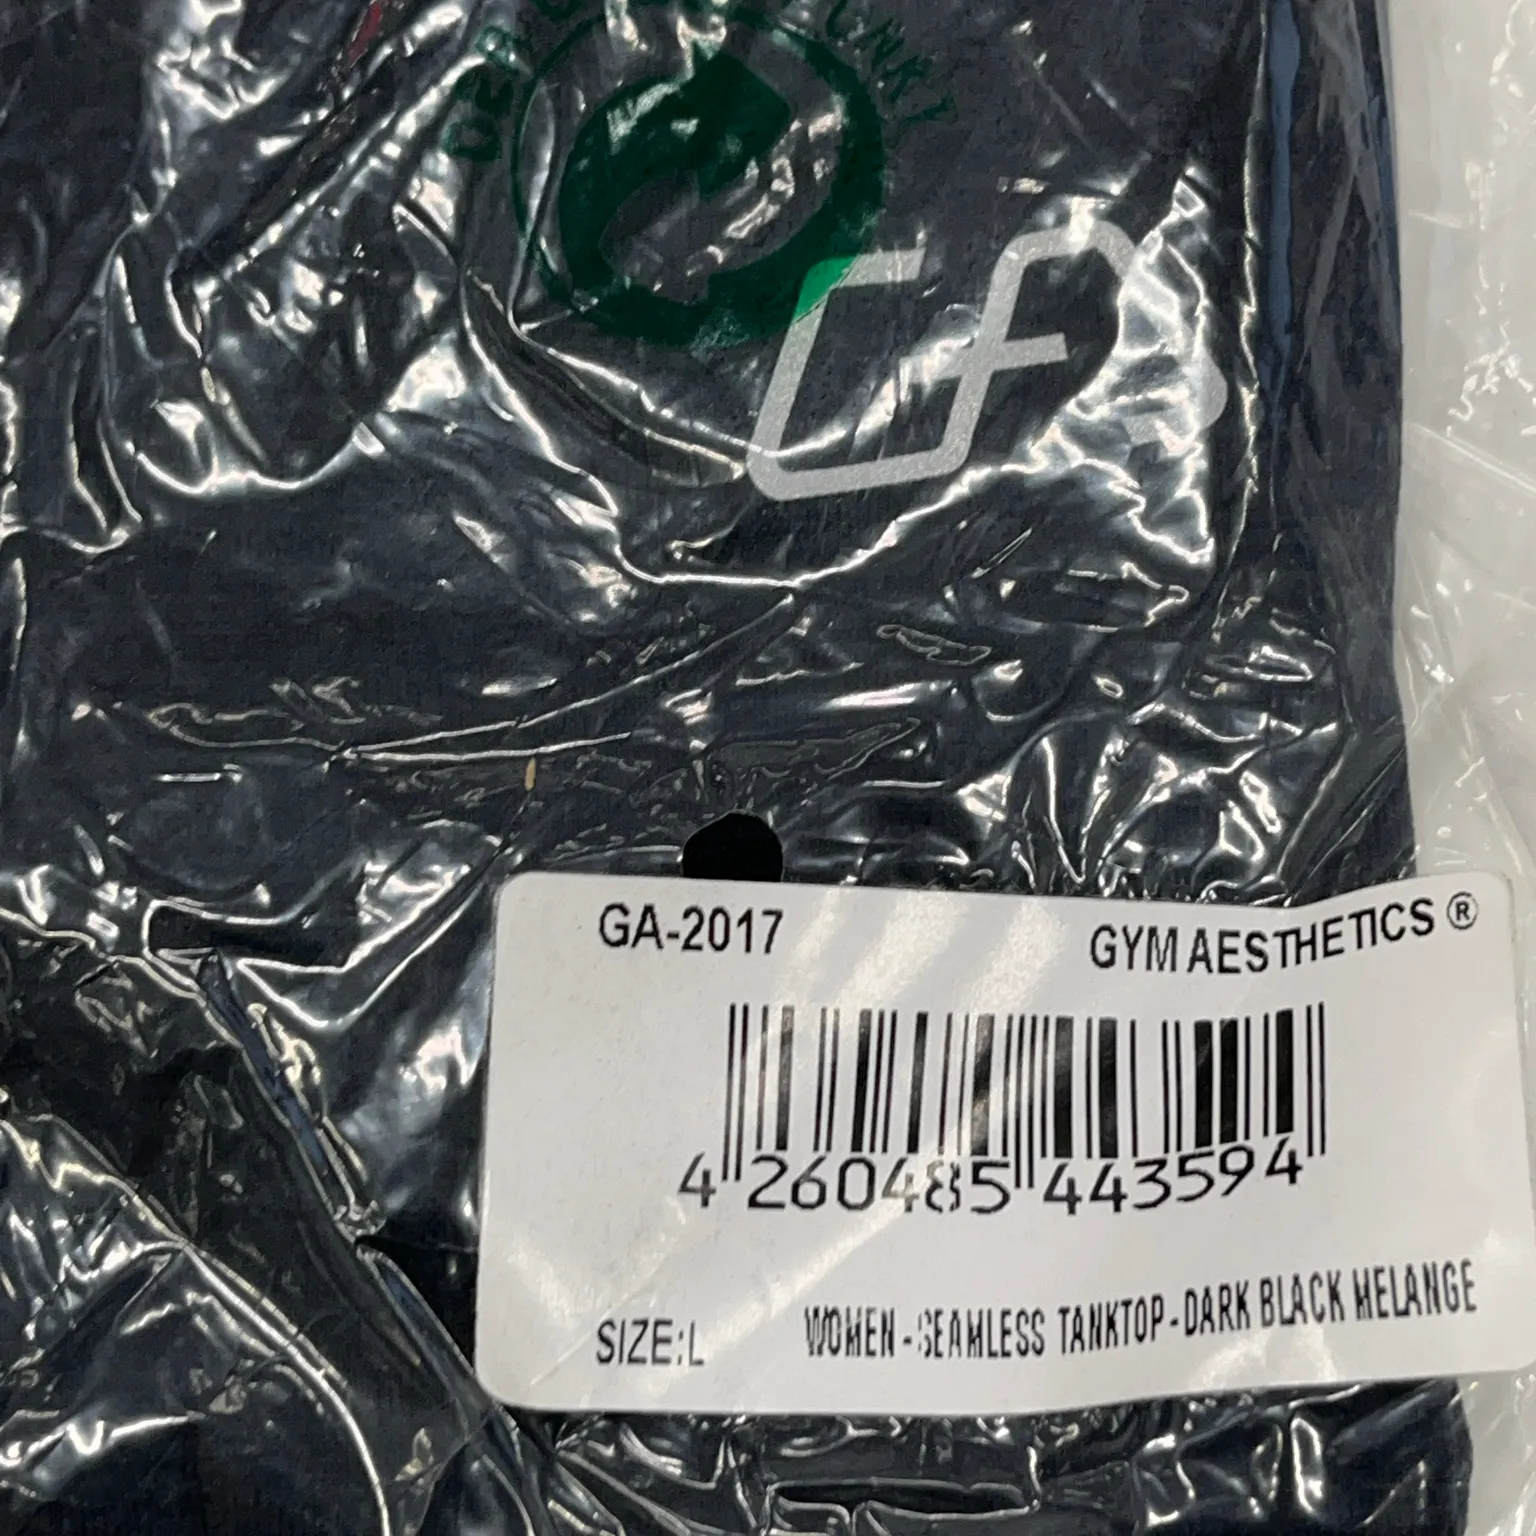 GA-2017
GYM AESTHETICS ®
4 260485 443594
SIZE:L
WOMEN-SEAMLESS TANKTOP-DARK BLACK MELANGE